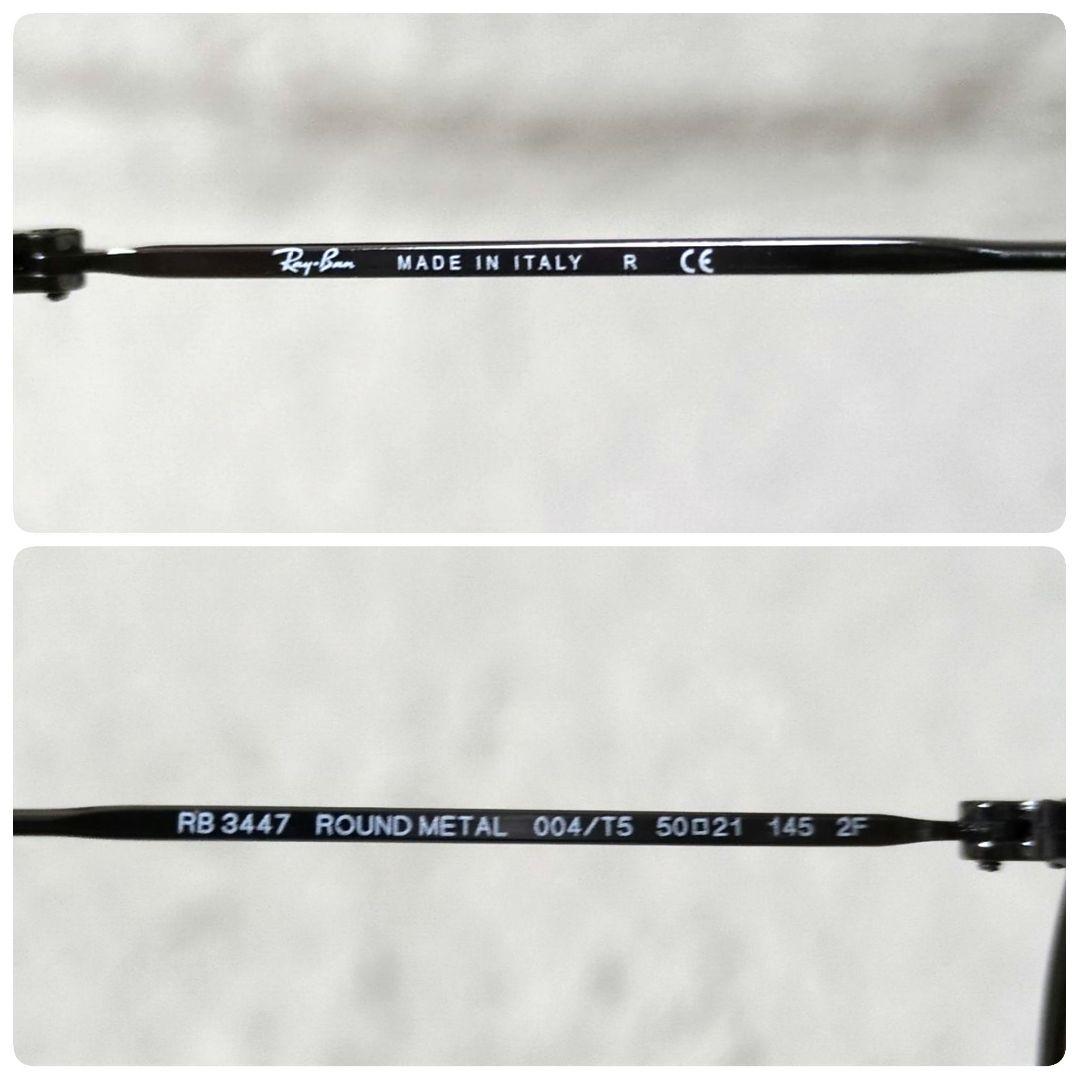 Ray-Ban MADE IN ITALY R CE
RB 3447 ROUND METAL 004/T5 50□21 145 2F